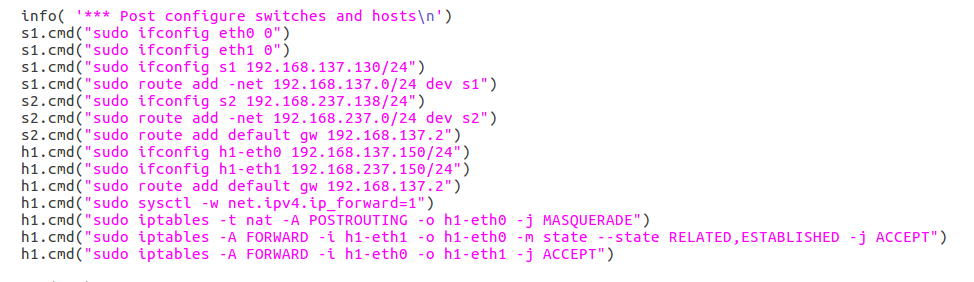 info( '*** Post configure switches and hosts\n')
s1.cmd("sudo ifconfig eth0 0")
s1.cmd("sudo ifconfig eth1 0")
s1.cmd("sudo ifconfig s1 192.168.137.130/24")
s1.cmd("sudo route add -net 192.168.137.0/24 dev s1")
s2.cmd("sudo ifconfig s2 192.168.237.138/24")
s2.cmd("sudo route add -net 192.168.237.0/24 dev s2")
s2.cmd("sudo route add default gw 192.168.137.2")
h1.cmd("sudo ifconfig h1-eth0 192.168.137.150/24")
h1.cmd("sudo ifconfig h1-eth1 192.168.237.150/24")
h1.cmd("sudo route add default gw 192.168.137.2")
h1.cmd("sudo sysctl -w net.ipv4.ip_forward=1")
h1.cmd("sudo iptables -t nat -A POSTROUTING -o h1-eth0 -j MASQUERADE")
h1.cmd("sudo iptables -A FORWARD -i h1-eth1 -o h1-eth0 -m state --state RELATED,ESTABLISHED -j ACCEPT")
h1.cmd("sudo iptables -A FORWARD -i h1-eth0 -o h1-eth1 -j ACCEPT")